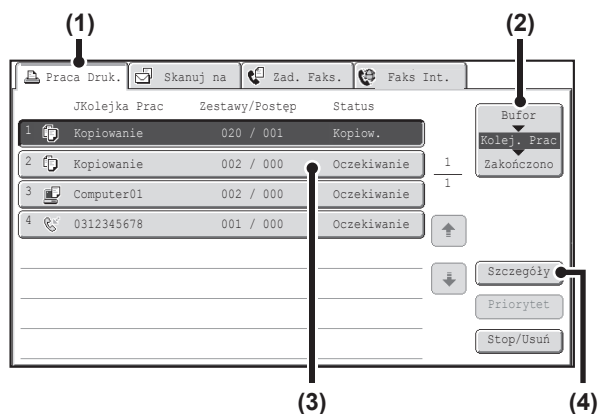 (1)
(2)
Praca Druk.
Skanuj na
Zad. Faks.
Faks Int.
JKolejka Prac
Zestawy/Postęp
Status
1 Kopiowanie 020 / 001 Kopiow.
2 Kopiowanie 002 / 000 Oczekiwanie
3 Computer01 002 / 000 Oczekiwanie
4 0312345678 001 / 000 Oczekiwanie
1
1
Bufor
Kolej. Prac
Zakończono
Szczegóły
Priorytet
Stop/Usuń
(3)
(4)